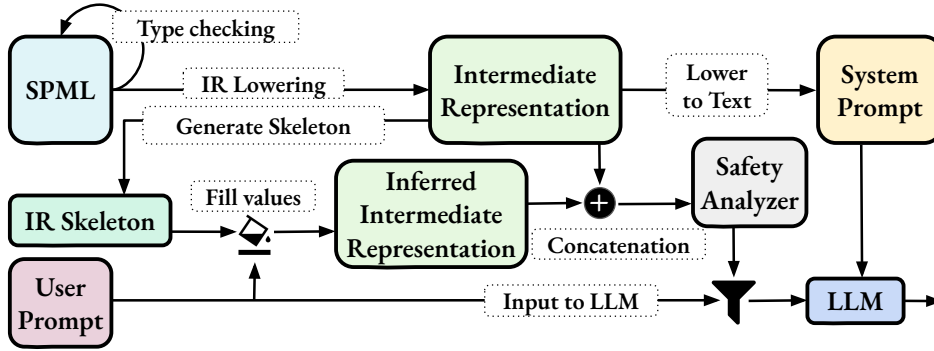 Type checking
SPML
IR Lowering
Intermediate
Representation
Lower
to Text
System
Prompt
Generate Skeleton
Safety
Analyzer
IR Skeleton
Fill values
Inferred
Intermediate
Representation
+
Concatenation
User
Prompt
Input to LLM
LLM